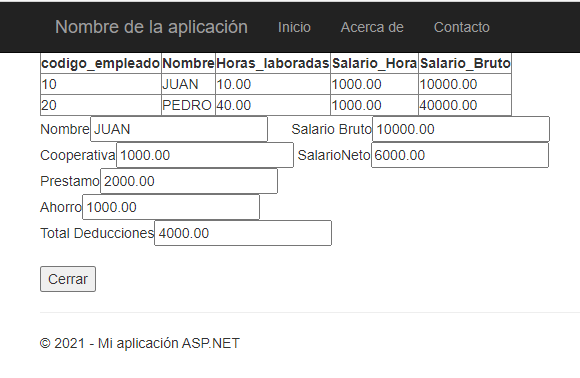 Nombre de la aplicación Inicio Acerca de Contacto
codigo_empleado Nombre Horas_laboradas Salario_Hora Salario_Bruto
10 JUAN 10.00 1000.00 10000.00
20 PEDRO 40.00 1000.00 40000.00
Nombre JUAN Salario Bruto 10000.00
Cooperativa 1000.00 SalarioNeto 6000.00
Prestamo 2000.00
Ahorro 1000.00
Total Deducciones 4000.00
Cerrar
© 2021 - Mi aplicación ASP.NET